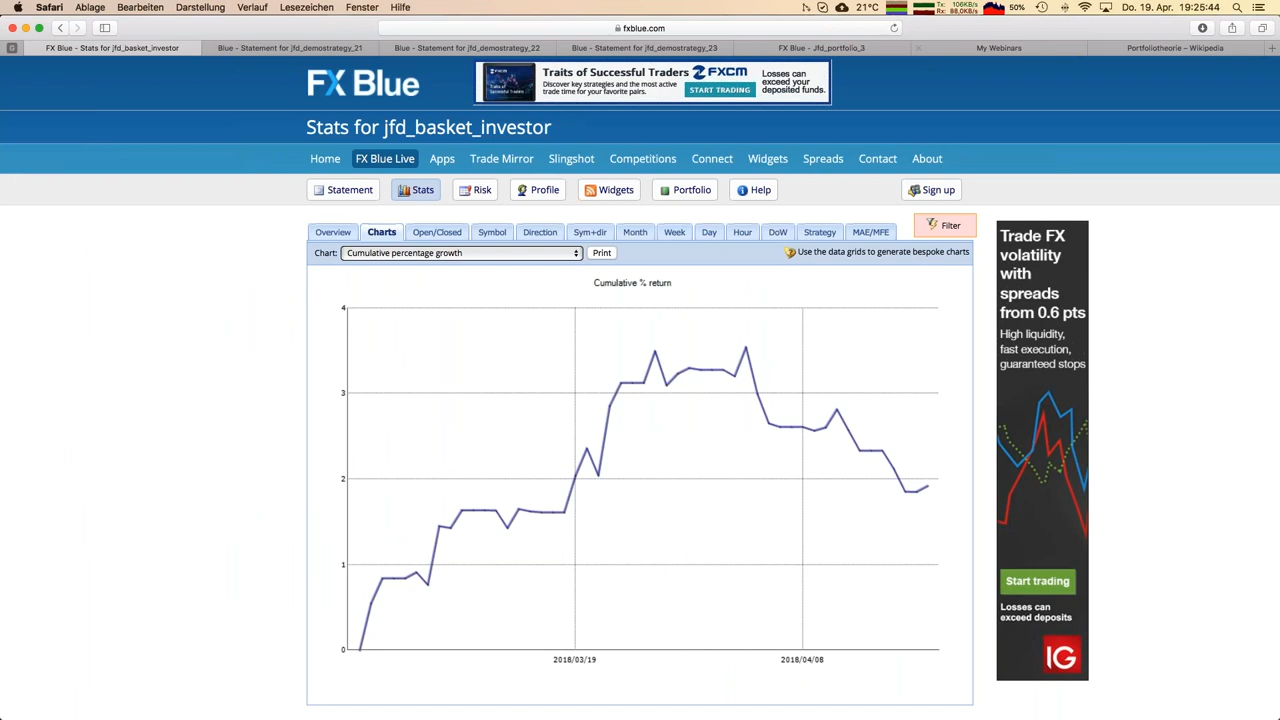 Safari Ablage Bearbeiten Darstellung Verlauf Lesezeichen Fenster Hilfe 21°C Tx: 106KB/s Rx: 88,0KB/s 50% Do. 19. Apr. 19:25:44
fxblue.com
FX Blue - Stats for jfd_basket_investor FX Blue - Statement for jfd_demostrategy_21 FX Blue - Statement for jfd_demostrategy_22 FX Blue - Statement for jfd_demostrategy_23 FX Blue - Jfd_portfolio_3 My Webinars Portfoliotheorie – Wikipedia
FX Blue
Traits of Successful Traders
Discover key strategies and the most active
trade time for your favorite pairs.
FXCM
START TRADING
Losses can
exceed your
deposited funds.
Stats for jfd_basket_investor
Home FX Blue Live Apps Trade Mirror Slingshot Competitions Connect Widgets Spreads Contact About
Statement Stats Risk Profile Widgets Portfolio Help Sign up
Overview Charts Open/Closed Symbol Direction Sym+dir Month Week Day Hour DoW Strategy MAE/MFE Filter
Chart: Cumulative percentage growth Print Use the data grids to generate bespoke charts
Cumulative % return
4
3
2
1
0
2018/03/19 2018/04/08
Trade FX
volatility
with
spreads
from 0.6 pts
High liquidity,
fast execution,
guaranteed stops
Start trading
Losses can
exceed deposits
IG